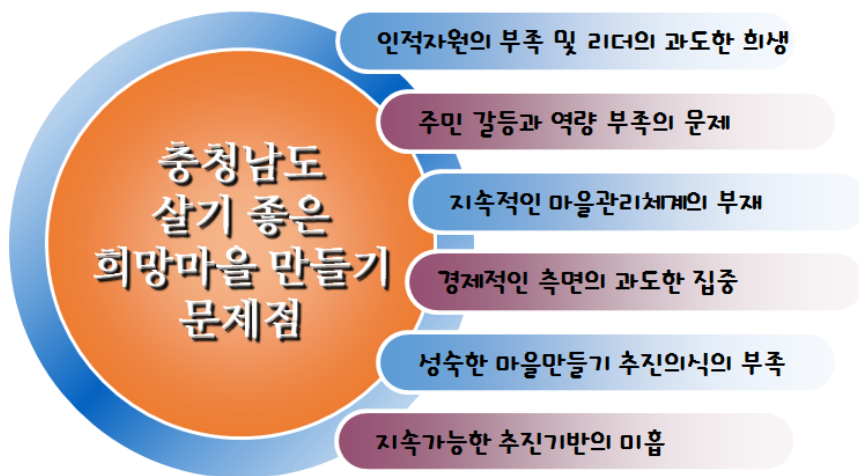 충청남도
살기 좋은
희망마을 만들기
문제점
인적자원의 부족 및 리더의 과도한 희생
주민 갈등과 역량 부족의 문제
지속적인 마을관리체계의 부재
경제적인 측면의 과도한 집중
성숙한 마을만들기 추진의식의 부족
지속가능한 추진기반의 미흡